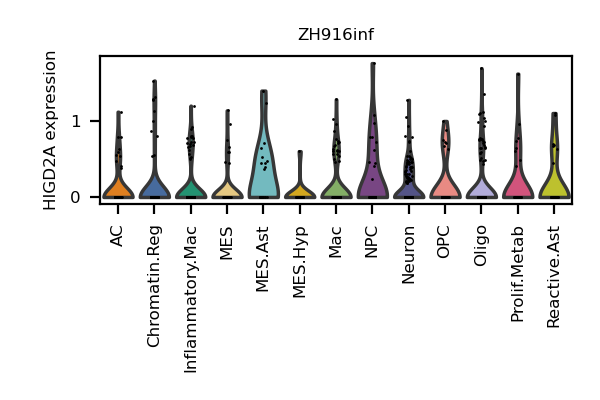 ZH916inf
HIGD2A expression
1
0
AC
Chromatin.Reg
Inflammatory.Mac
MES
MES.Ast
MES.Hyp
Mac
NPC
Neuron
OPC
Oligo
Prolif.Metab
Reactive.Ast